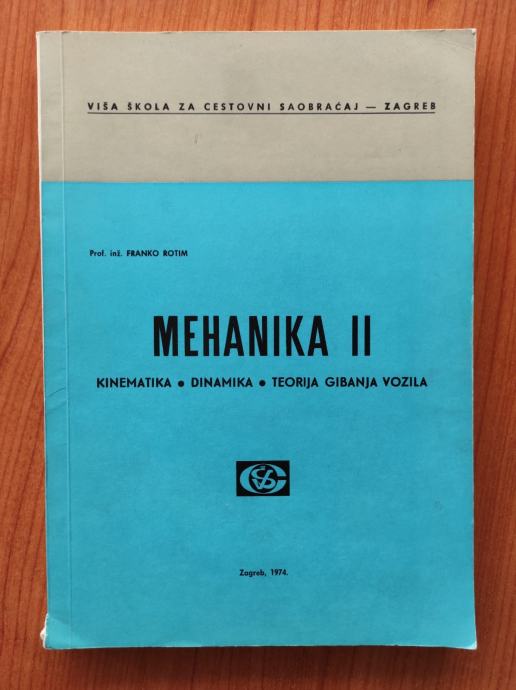 VIŠA ŠKOLA ZA CESTOVNI SAOBRAĆAJ — ZAGREB
Prof. inž. FRANKO ROTIM
MEHANIKA II
KINEMATIKA ● DINAMIKA ● TEORIJA GIBANJA VOZILA
Zagreb, 1974.